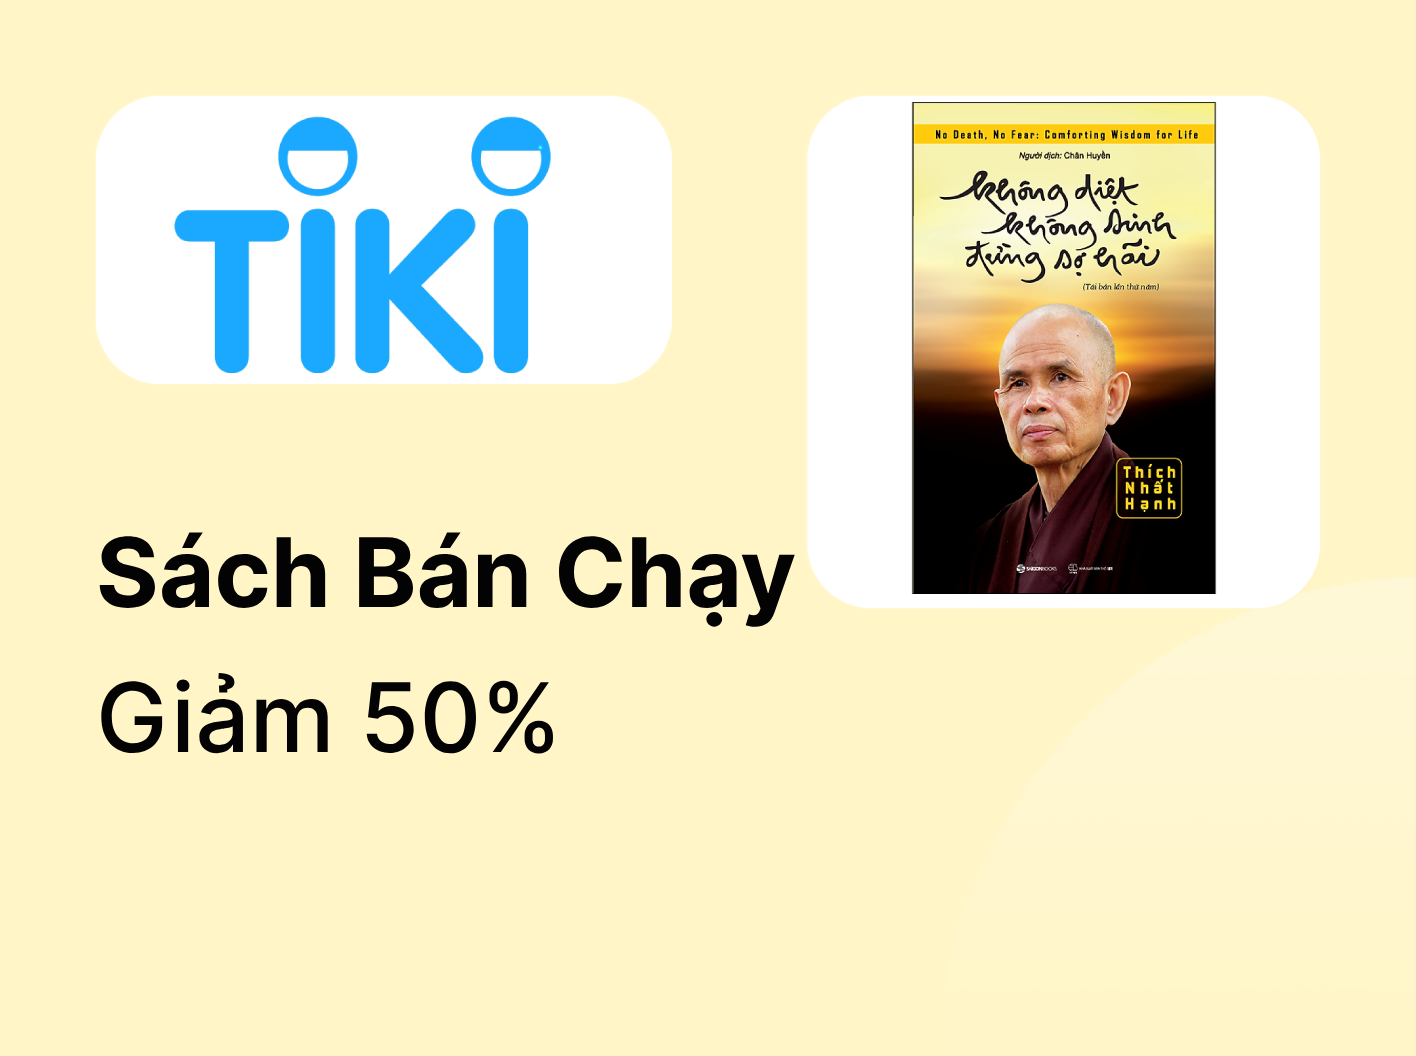 TIKI
No Death, No Fear: Comforting Wisdom for Life
Người dịch: Chân Huyền
không diệt
không sinh
đừng sợ hãi
(Tái bản lần thứ năm)
Thích
Nhất
Hạnh
SAIGONBOOKS
Sách Bán Chạy
Giảm 50%